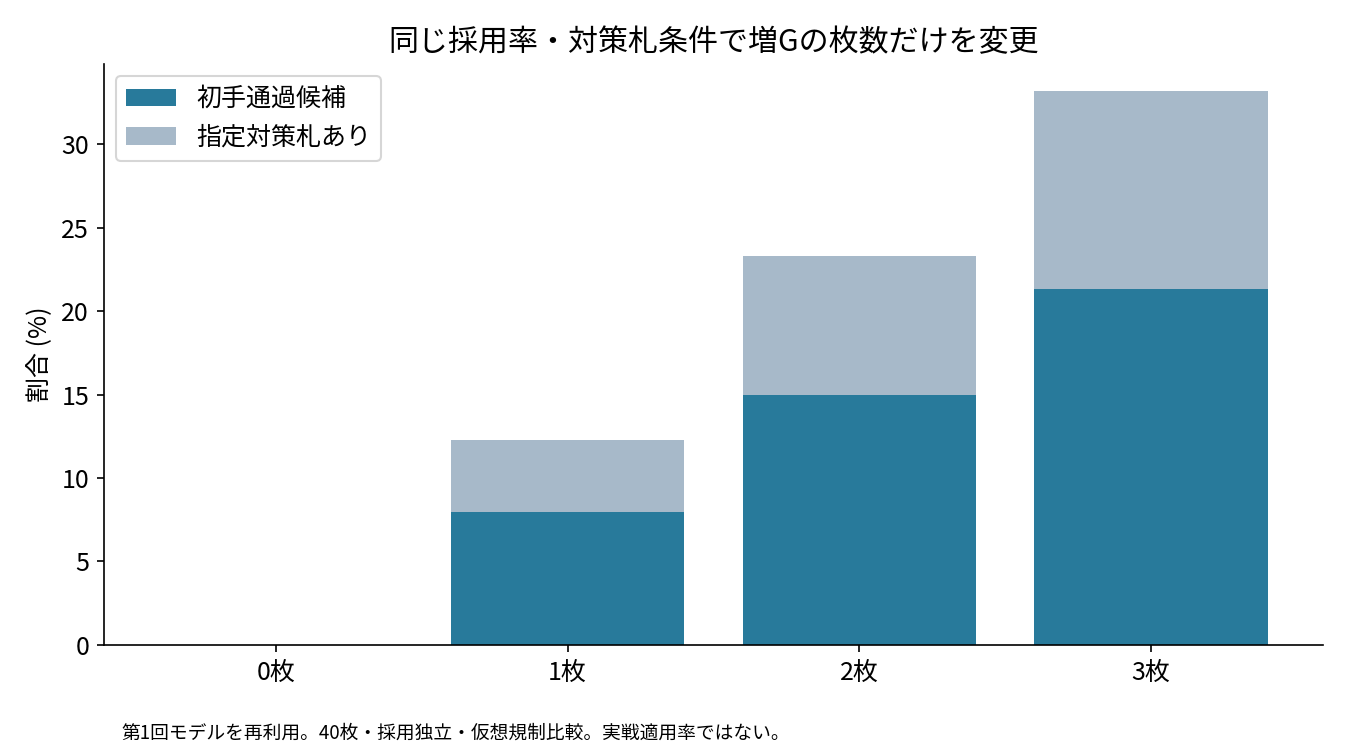 同じ採用率・対策札条件で増Gの枚数だけを変更
初手通過候補
指定対策札あり
割合 (%)
30
25
20
15
10
5
0
0枚
1枚
2枚
3枚
第1回モデルを再利用。40枚・採用独立・仮想規制比較。実戦適用率ではない。